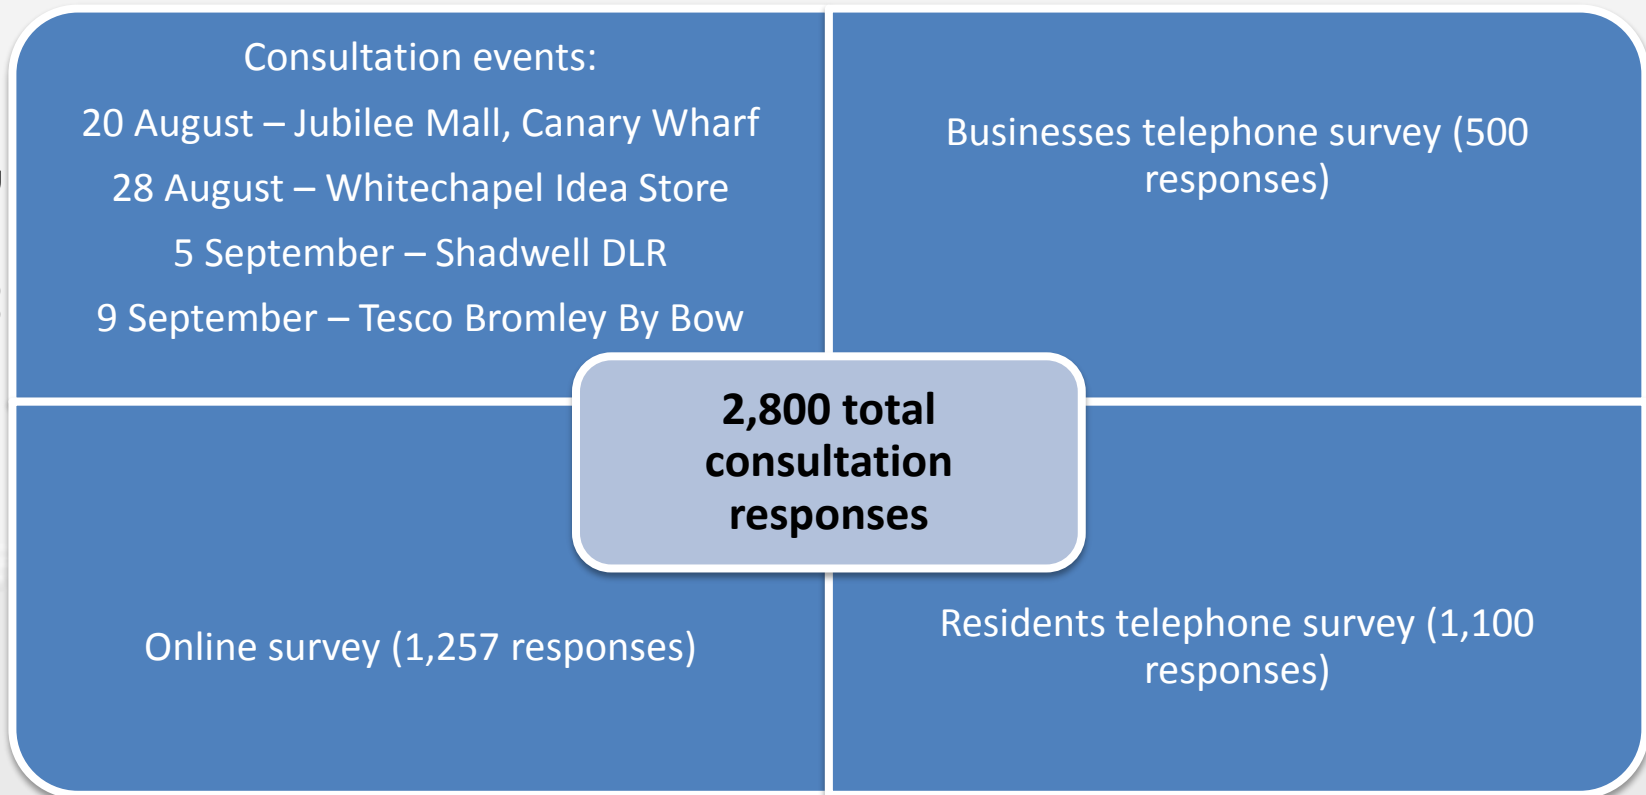 Consultation events:
20 August – Jubilee Mall, Canary Wharf
28 August – Whitechapel Idea Store
5 September – Shadwell DLR
9 September – Tesco Bromley By Bow
Businesses telephone survey (500
responses)
2,800 total
consultation
responses
Online survey (1,257 responses)
Residents telephone survey (1,100
responses)